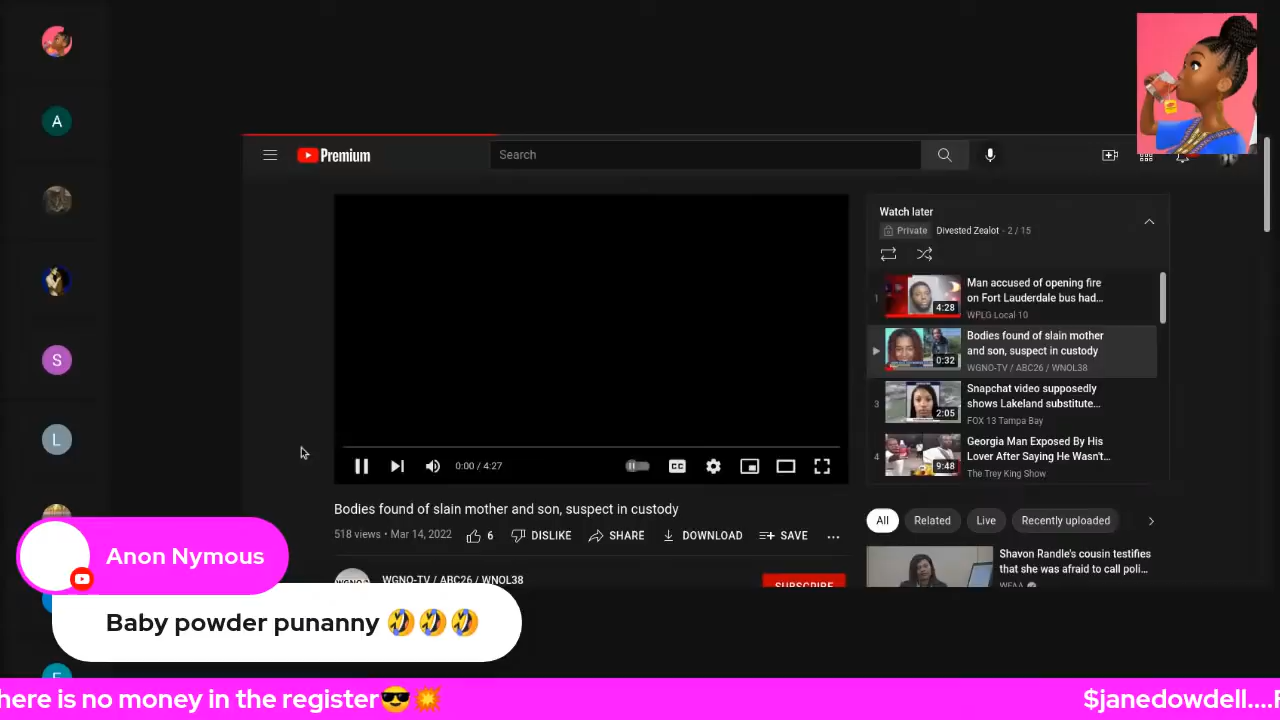 A
S
L
Premium
Search
0:00 / 4:27
CC
Bodies found of slain mother and son, suspect in custody
518 views • Mar 14, 2022
6
DISLIKE
SHARE
DOWNLOAD
SAVE
WGNO-TV / ABC26 / WNOL38
SUBSCRIBE
Watch later
Private
Divested Zealot - 2 / 15
1
4:28
Man accused of opening fire
on Fort Lauderdale bus had...
WPLG Local 10
0:32
Bodies found of slain mother
and son, suspect in custody
WGNO-TV / ABC26 / WNOL38
3
2:05
Snapchat video supposedly
shows Lakeland substitute...
FOX 13 Tampa Bay
4
9:48
Georgia Man Exposed By His
Lover After Saying He Wasn't...
The Trey King Show
All
Related
Live
Recently uploaded
Shavon Randle's cousin testifies
that she was afraid to call poli...
WFAA
Anon Nymous
Baby powder punanny 🤣🤣🤣
here is no money in the register😎💥
$janedowdell....F